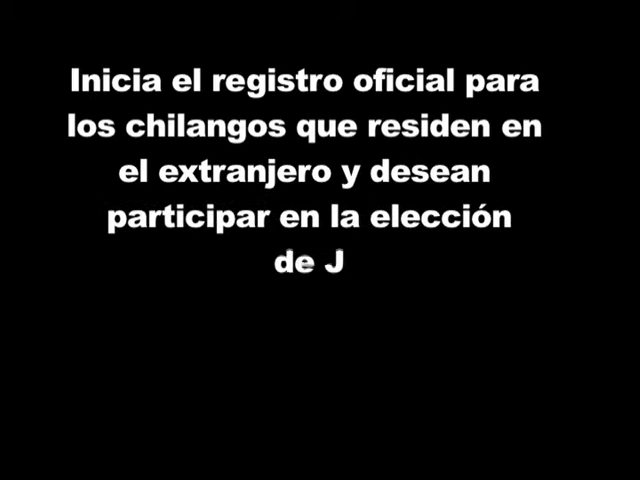 Inicia el registro oficial para
los chilangos que residen en
el extranjero y desean
participar en la elección
de J